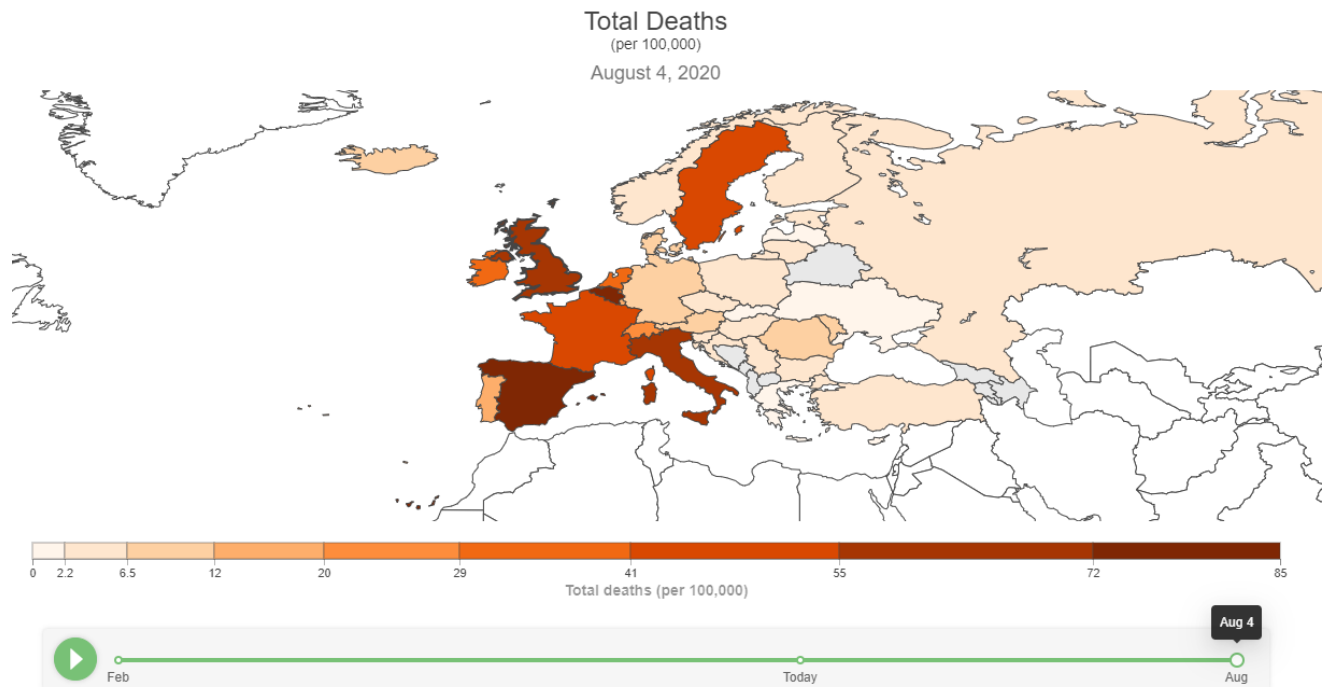 Total Deaths
(per 100,000)
August 4, 2020
0 2.2 6.5 12 20 29 41 55 72 85
Total deaths (per 100,000)
Aug 4
Feb Today Aug